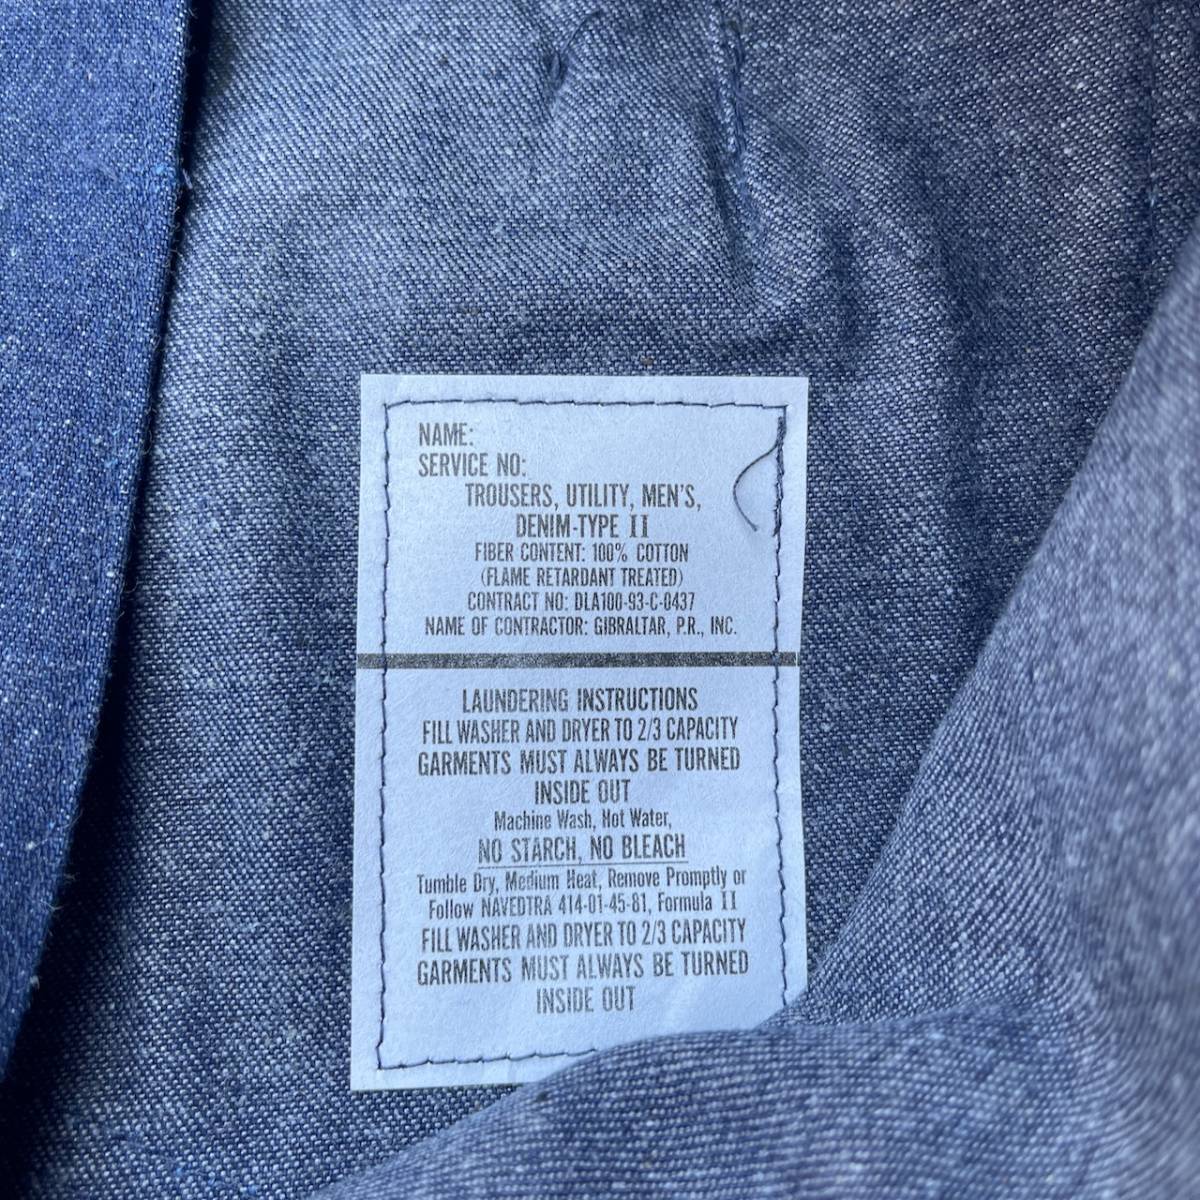 NAME:
SERVICE NO:
TROUSERS, UTILITY, MEN'S,
DENIM-TYPE II
FIBER CONTENT: 100% COTTON
(FLAME RETARDANT TREATED)
CONTRACT NO: DLA100-93-C-0437
NAME OF CONTRACTOR: GIBRALTAR, P.R., INC.
LAUNDERING INSTRUCTIONS
FILL WASHER AND DRYER TO 2/3 CAPACITY
GARMENTS MUST ALWAYS BE TURNED
INSIDE OUT
Machine Wash, Hot Water,
NO STARCH, NO BLEACH
Tumble Dry, Medium Heat, Remove Promptly or
Follow NAVEDTRA 414-01-45-81, Formula II
FILL WASHER AND DRYER TO 2/3 CAPACITY
GARMENTS MUST ALWAYS BE TURNED
INSIDE OUT